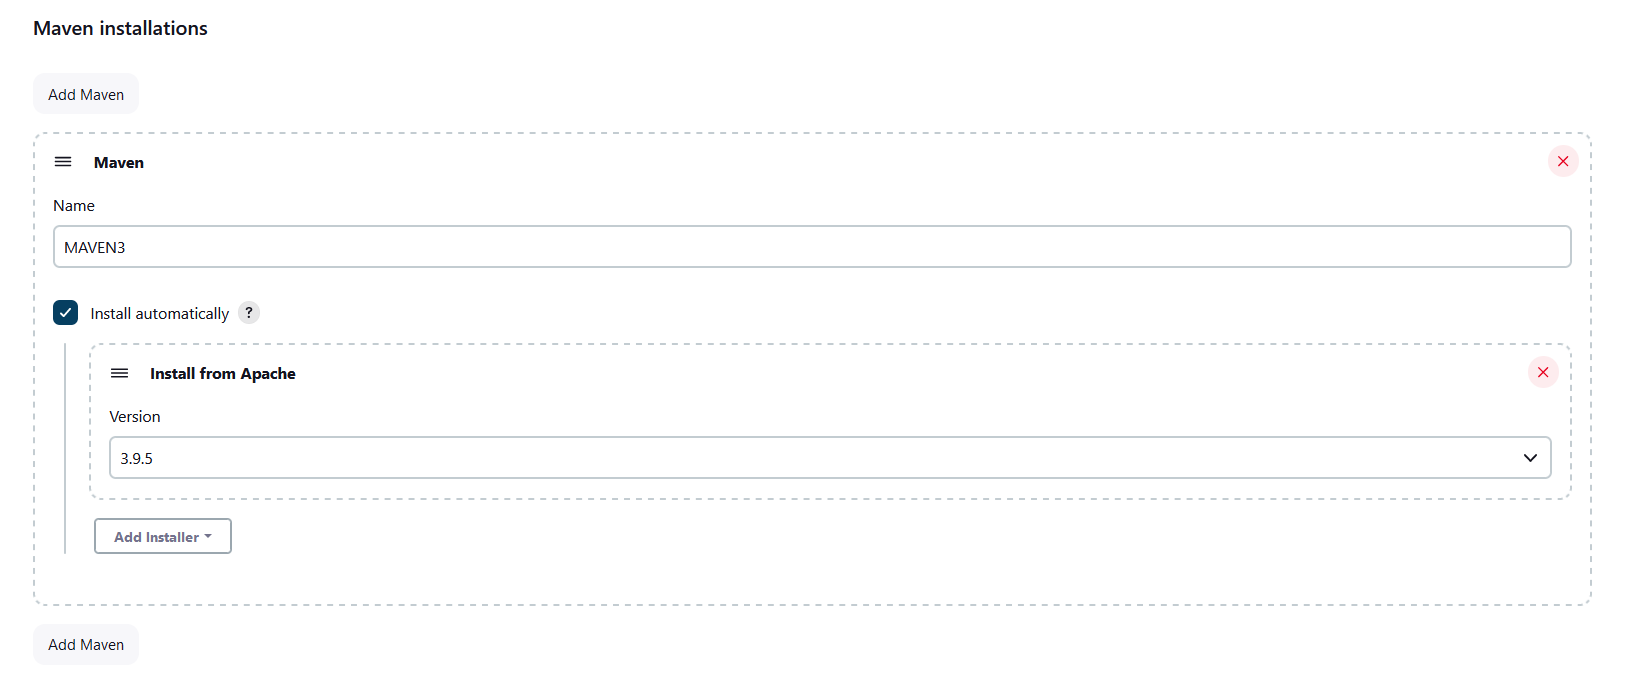 Maven installations
Add Maven
Maven
Name
MAVEN3
Install automatically ?
Install from Apache
Version
3.9.5
Add Installer
Add Maven